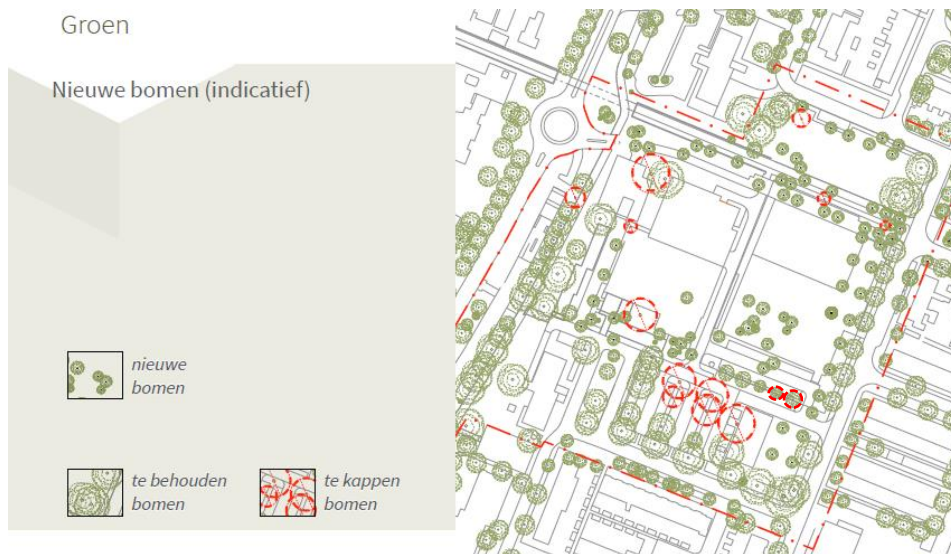 Groen
Nieuwe bomen (indicatief)
nieuwe
bomen
te behouden
bomen
te kappen
bomen